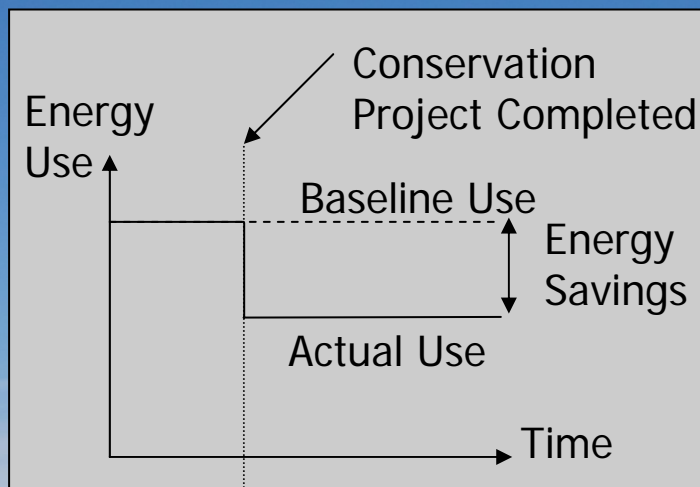 Conservation
Project Completed
Energy
Use
Baseline Use
Energy
Savings
Actual Use
Time